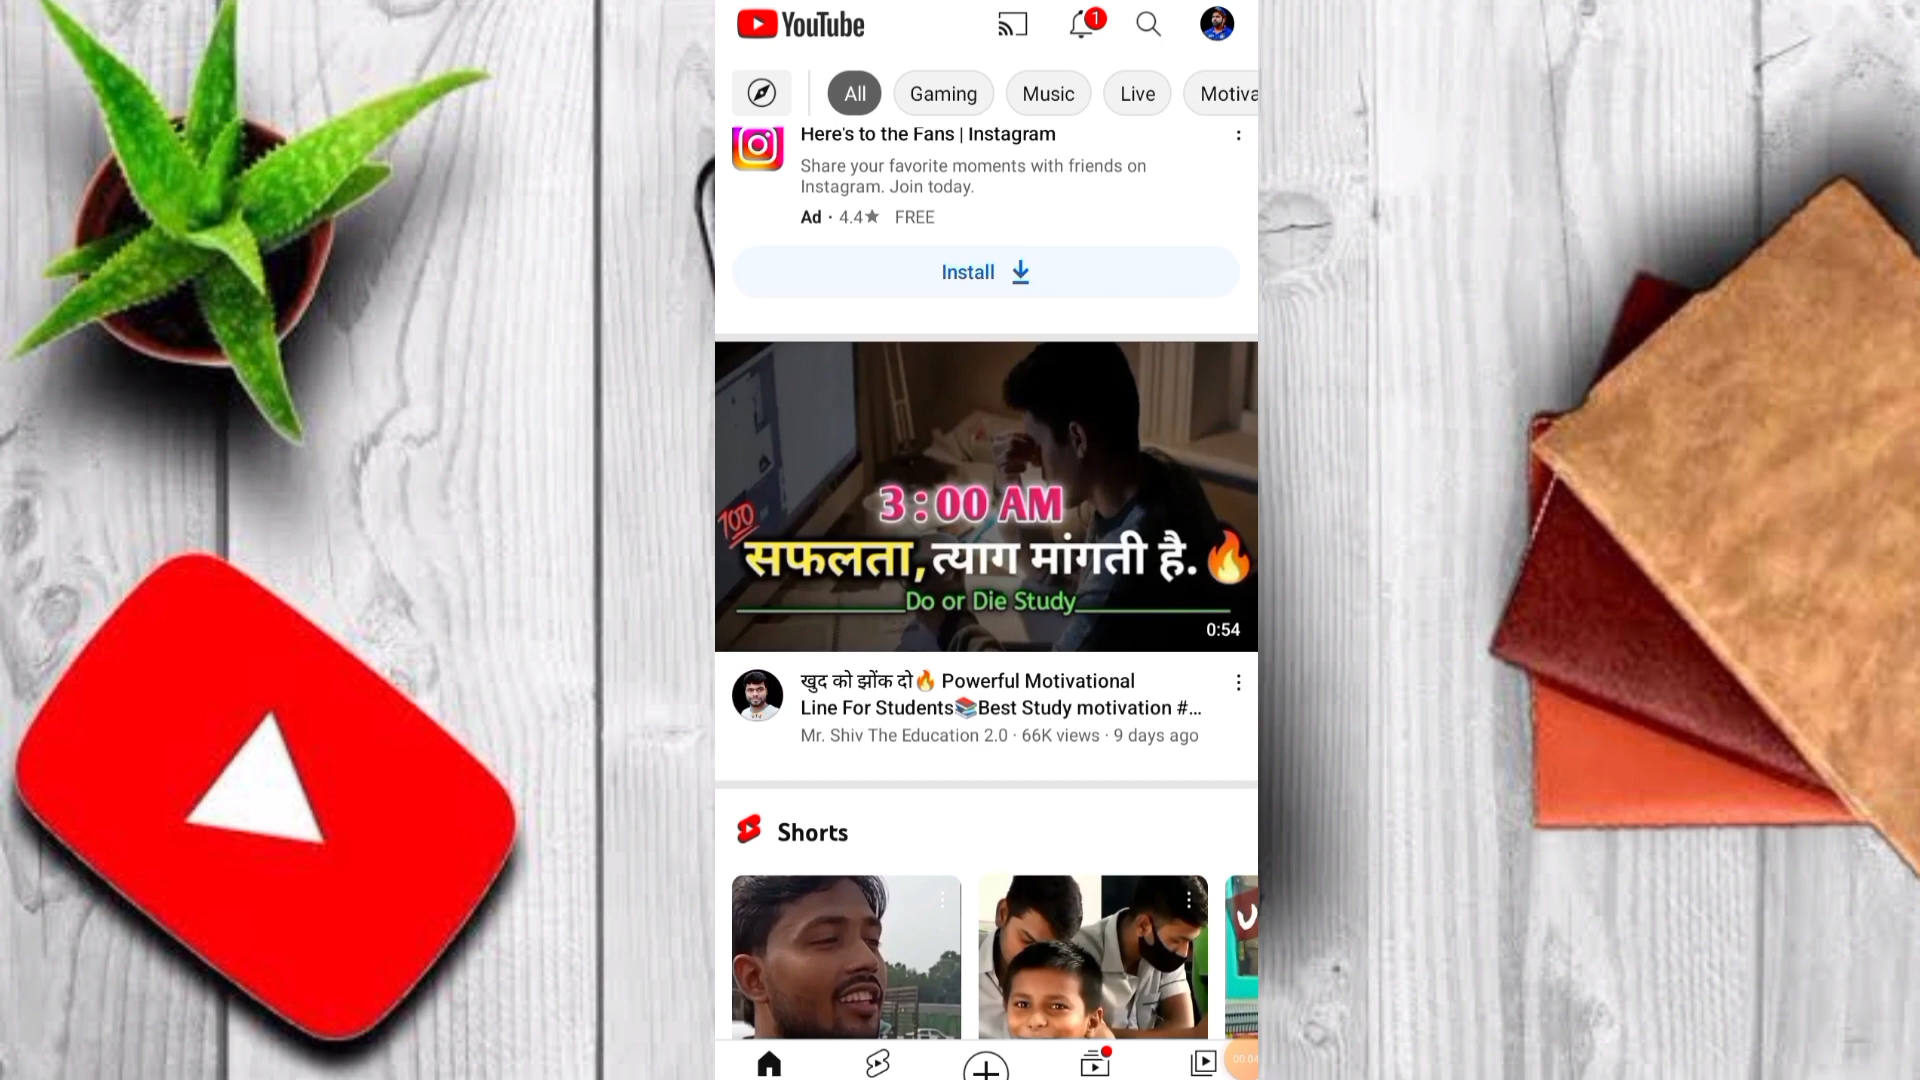 YouTube
1
All
Gaming
Music
Live
Motiva
Here's to the Fans | Instagram
Share your favorite moments with friends on
Instagram. Join today.
Ad · 4.4★ FREE
Install
3:00 AM
100
सफलता, त्याग मांगती है.🔥
Do or Die Study
0:54
खुद को झोंक दो🔥 Powerful Motivational
Line For Students📚Best Study motivation #...
Mr. Shiv The Education 2.0 · 66K views · 9 days ago
Shorts
00:04